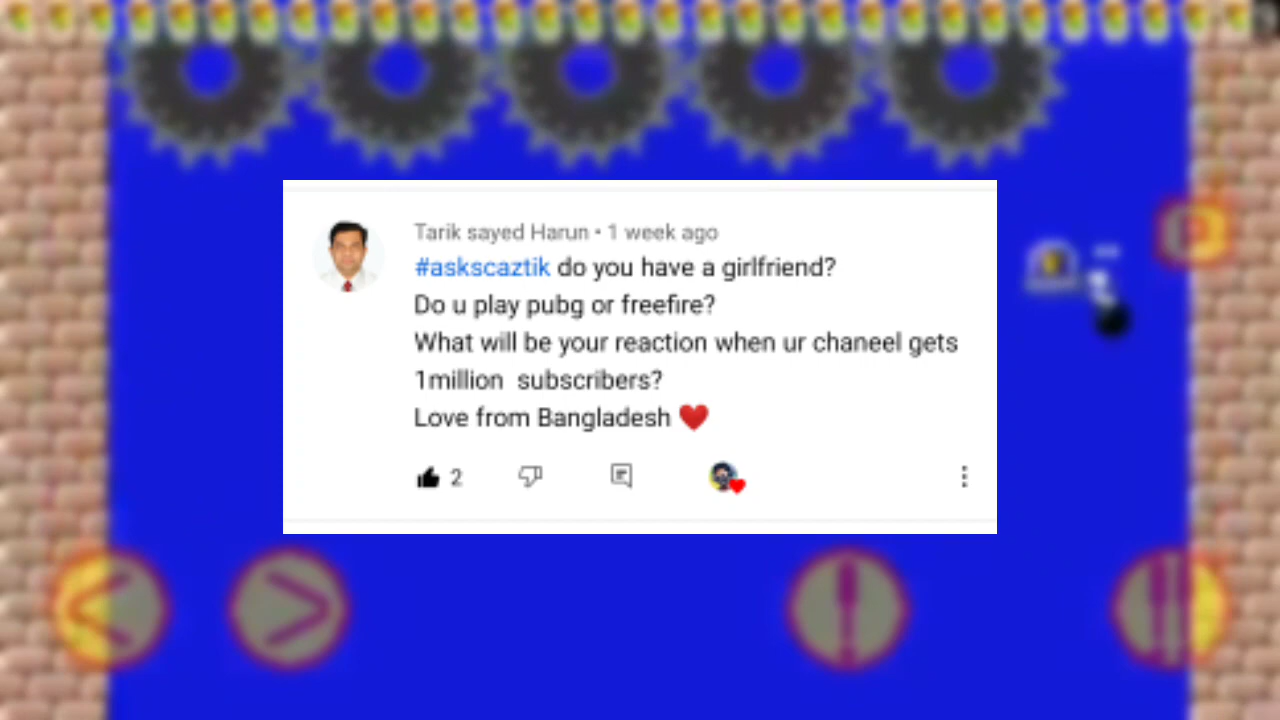 Tarik sayed Harun • 1 week ago
#askscaztik do you have a girlfriend?
Do u play pubg or freefire?
What will be your reaction when ur chaneel gets
1million subscribers?
Love from Bangladesh ❤️
2